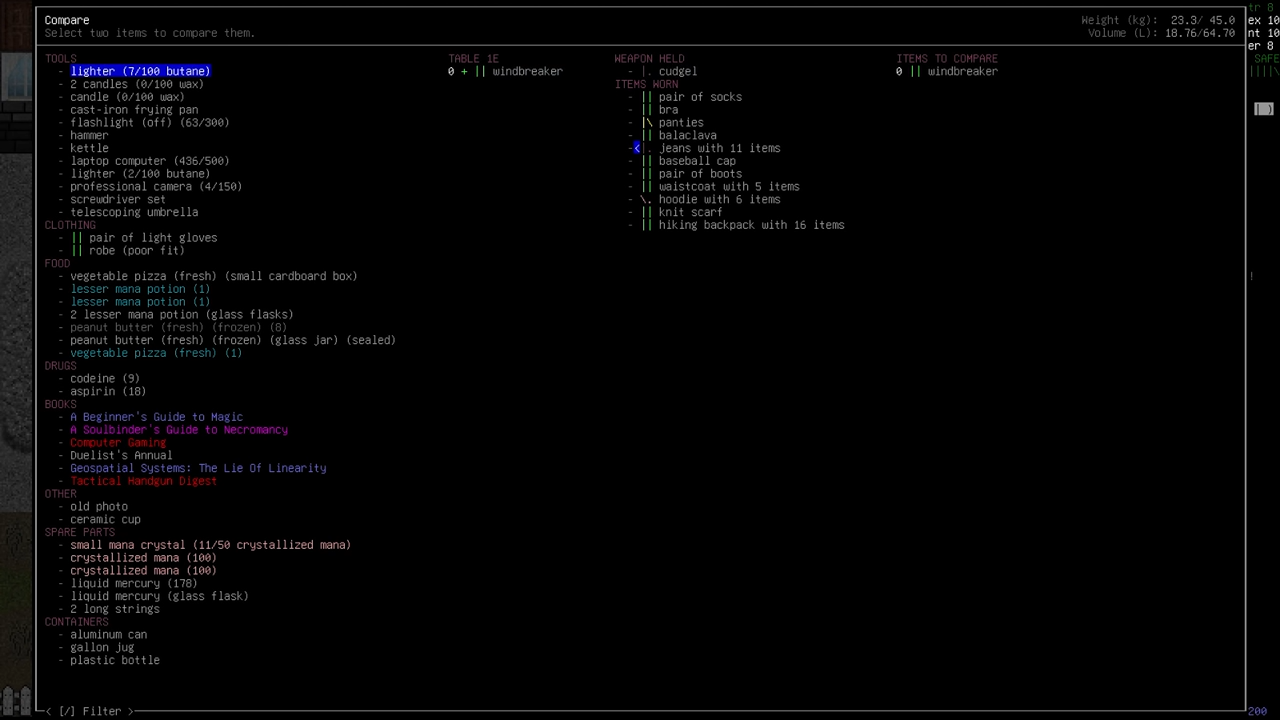 Compare
Select two items to compare them.
Weight (kg): 23.3/ 45.0
Volume (L): 18.76/64.70
TOOLS
- lighter (7/100 butane)
- 2 candles (0/100 wax)
- candle (0/100 wax)
- cast-iron frying pan
- flashlight (off) (63/300)
- hammer
- kettle
- laptop computer (436/500)
- lighter (2/100 butane)
- professional camera (4/150)
- screwdriver set
- telescoping umbrella
CLOTHING
- || pair of light gloves
- || robe (poor fit)
FOOD
- vegetable pizza (fresh) (small cardboard box)
- lesser mana potion (1)
- lesser mana potion (1)
- 2 lesser mana potion (glass flasks)
- peanut butter (fresh) (frozen) (8)
- peanut butter (fresh) (frozen) (glass jar) (sealed)
- vegetable pizza (fresh) (1)
DRUGS
- codeine (9)
- aspirin (18)
BOOKS
- A Beginner's Guide to Magic
- A Soulbinder's Guide to Necromancy
- Computer Gaming
- Duelist's Annual
- Geospatial Systems: The Lie Of Linearity
- Tactical Handgun Digest
OTHER
- old photo
- ceramic cup
SPARE PARTS
- small mana crystal (11/50 crystallized mana)
- crystallized mana (100)
- crystallized mana (100)
- liquid mercury (178)
- liquid mercury (glass flask)
- 2 long strings
CONTAINERS
- aluminum can
- gallon jug
- plastic bottle
TABLE 1E
0 + || windbreaker
WEAPON HELD
- |. cudgel
ITEMS WORN
- || pair of socks
- || bra
- |\ panties
- || balaclava
-< |. jeans with 11 items
- || baseball cap
- || pair of boots
- || waistcoat with 5 items
- \. hoodie with 6 items
- || knit scarf
- || hiking backpack with 16 items
ITEMS TO COMPARE
0 || windbreaker
< [/] Filter >
tr 8
ex 10
nt 10
er 8
SAFE
||||\
| )
!
200